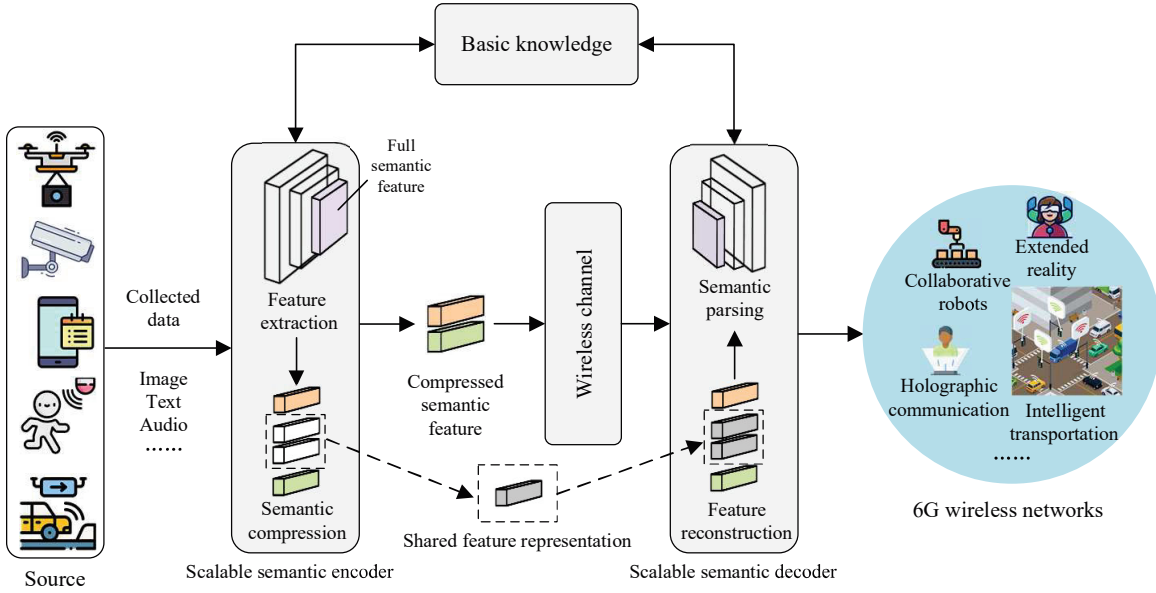 Basic knowledge
Full
semantic
feature
Collected
data
Image
Text
Audio
……
Source
Feature
extraction
Semantic
compression
Scalable semantic encoder
Compressed
semantic
feature
Shared feature representation
Wireless channel
Semantic
parsing
Feature
reconstruction
Scalable semantic decoder
Extended
reality
Collaborative
robots
Holographic
communication
Intelligent
transportation
……
6G wireless networks